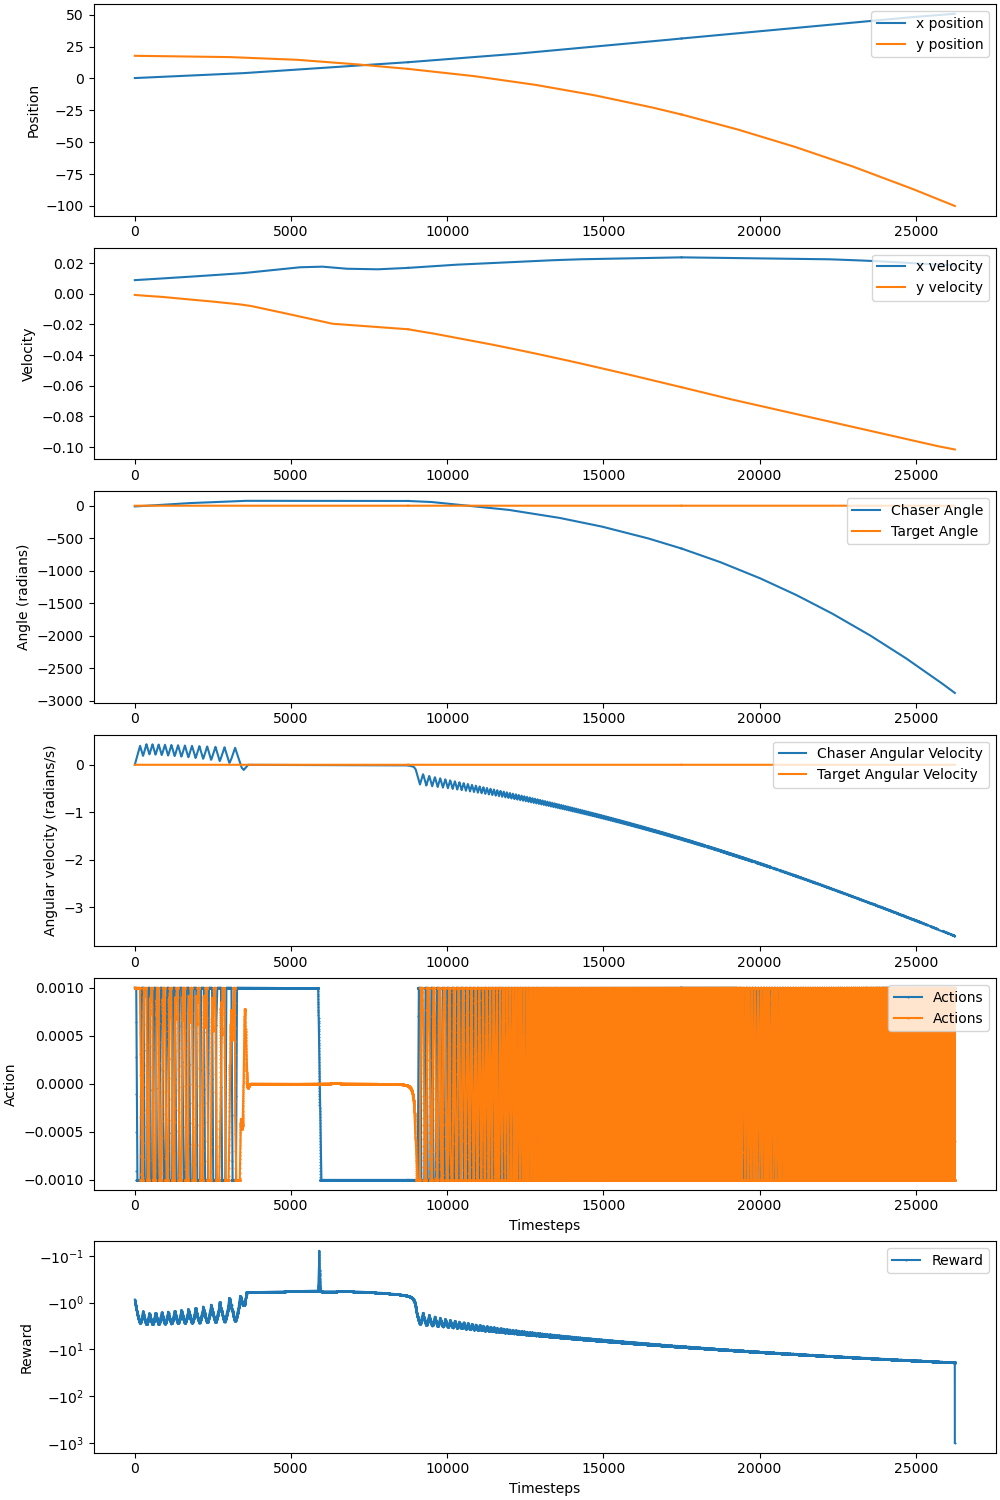 50
25
0
−25
−50
−75
−100
Position
x position
y position
0 5000 10000 15000 20000 25000
0.02
0.00
−0.02
−0.04
−0.06
−0.08
−0.10
Velocity
x velocity
y velocity
0 5000 10000 15000 20000 25000
0
−500
−1000
−1500
−2000
−2500
−3000
Angle (radians)
Chaser Angle
Target Angle
0 5000 10000 15000 20000 25000
0
−1
−2
−3
Angular velocity (radians/s)
Chaser Angular Velocity
Target Angular Velocity
0 5000 10000 15000 20000 25000
0.0010
0.0005
0.0000
−0.0005
−0.0010
Action
Actions
Actions
0 5000 10000 15000 20000 25000
Timesteps
−10⁻¹
−10⁰
−10¹
−10²
−10³
Reward
Reward
0 5000 10000 15000 20000 25000
Timesteps